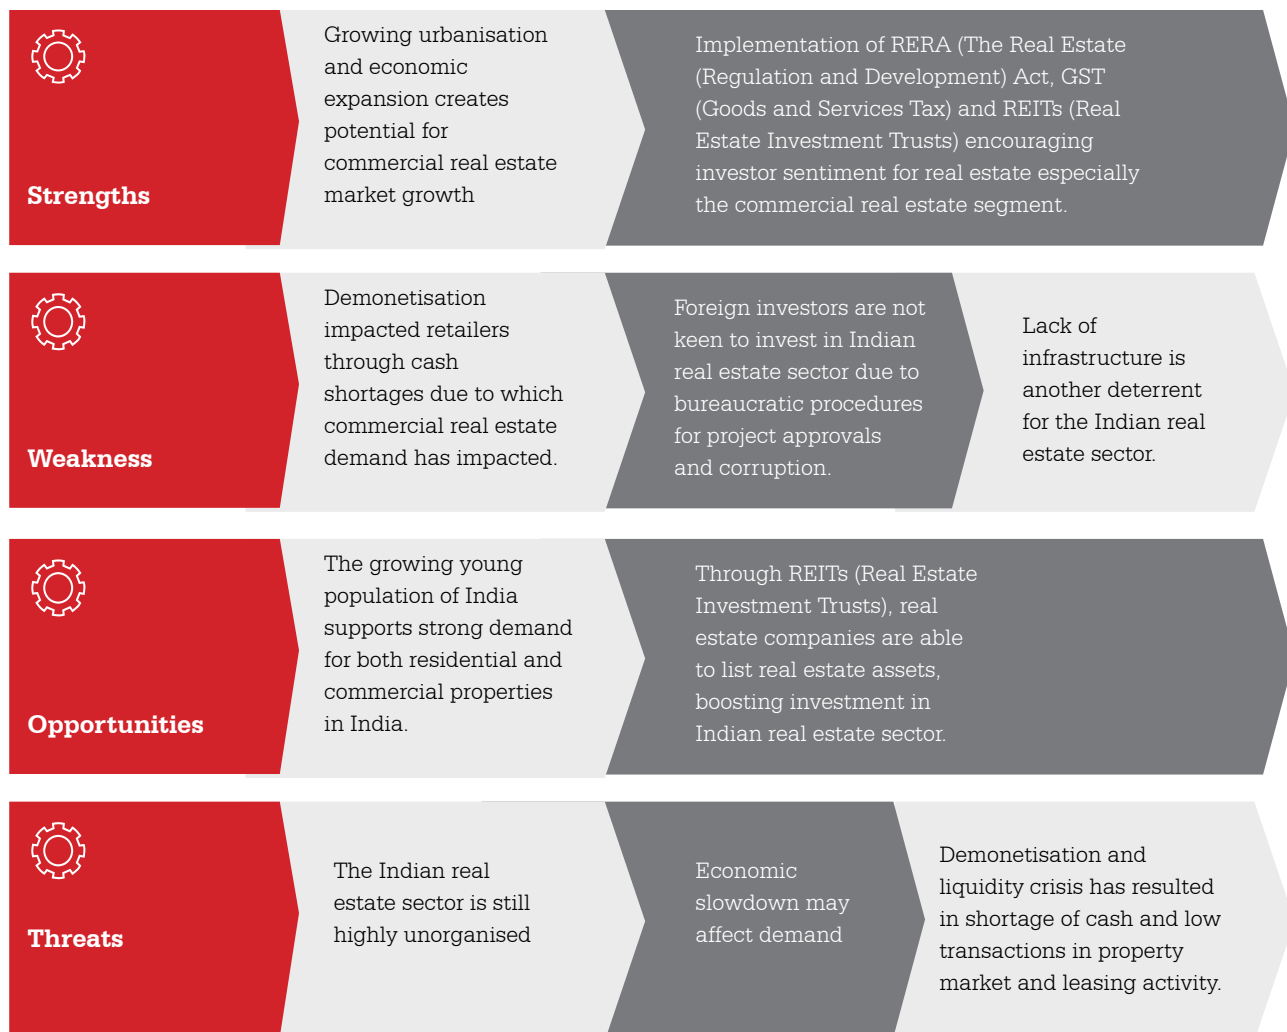 Strengths
Growing urbanisation
and economic
expansion creates
potential for
commercial real estate
market growth
Implementation of RERA (The Real Estate
(Regulation and Development) Act, GST
(Goods and Services Tax) and REITs (Real
Estate Investment Trusts) encouraging
investor sentiment for real estate especially
the commercial real estate segment.
Weakness
Demonetisation
impacted retailers
through cash
shortages due to which
commercial real estate
demand has impacted.
Foreign investors are not
keen to invest in Indian
real estate sector due to
bureaucratic procedures
for project approvals
and corruption.
Lack of
infrastructure is
another deterrent
for the Indian real
estate sector.
Opportunities
The growing young
population of India
supports strong demand
for both residential and
commercial properties
in India.
Through REITs (Real Estate
Investment Trusts), real
estate companies are able
to list real estate assets,
boosting investment in
Indian real estate sector.
Threats
The Indian real
estate sector is still
highly unorganised
Economic
slowdown may
affect demand
Demonetisation and
liquidity crisis has resulted
in shortage of cash and low
transactions in property
market and leasing activity.